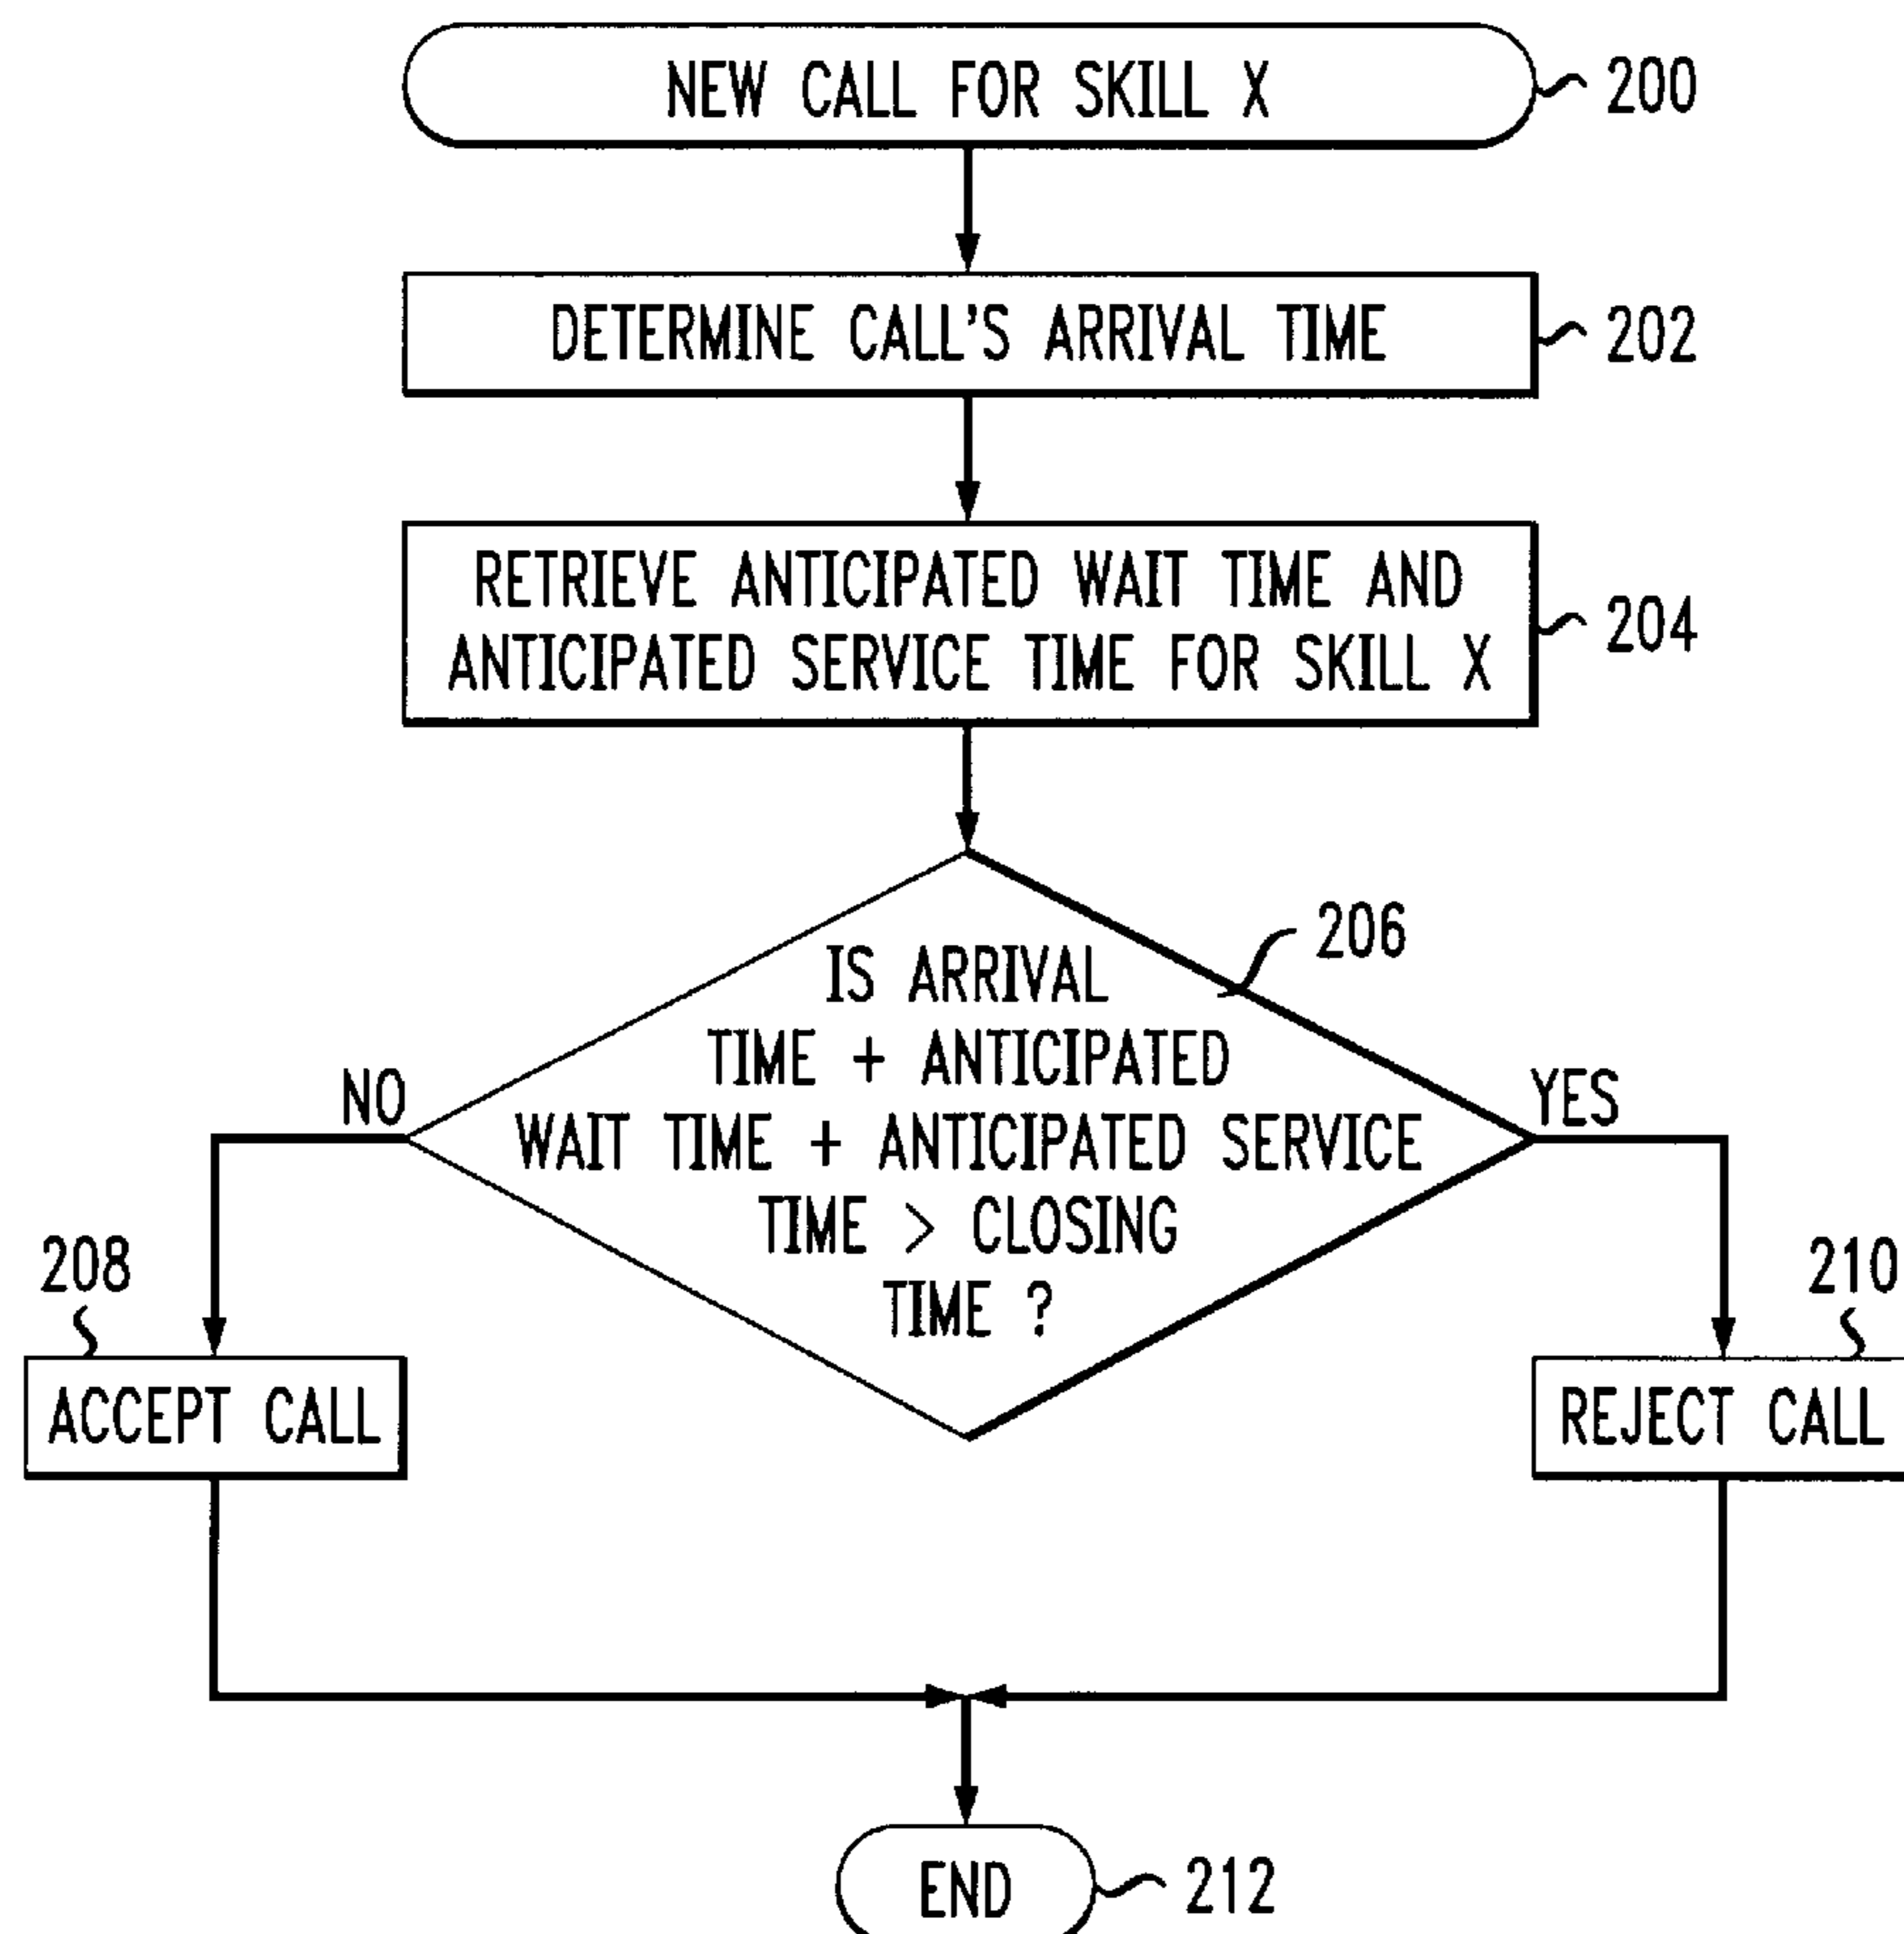 NEW CALL FOR SKILL X
200
DETERMINE CALL'S ARRIVAL TIME
202
RETRIEVE ANTICIPATED WAIT TIME AND
ANTICIPATED SERVICE TIME FOR SKILL X
204
206
IS ARRIVAL
TIME + ANTICIPATED
WAIT TIME + ANTICIPATED SERVICE
TIME > CLOSING
TIME ?
NO
YES
208
ACCEPT CALL
210
REJECT CALL
END
212